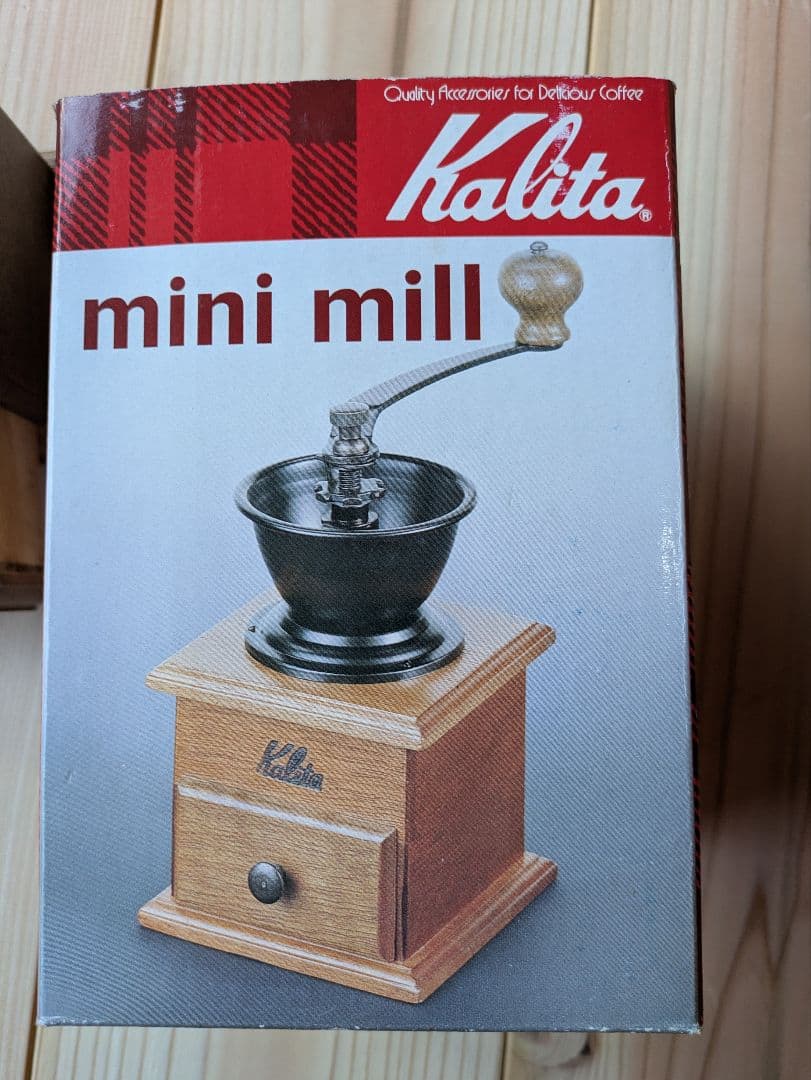 Quality Accessories for Delicious Coffee
Kalita®
mini mill
Kalita